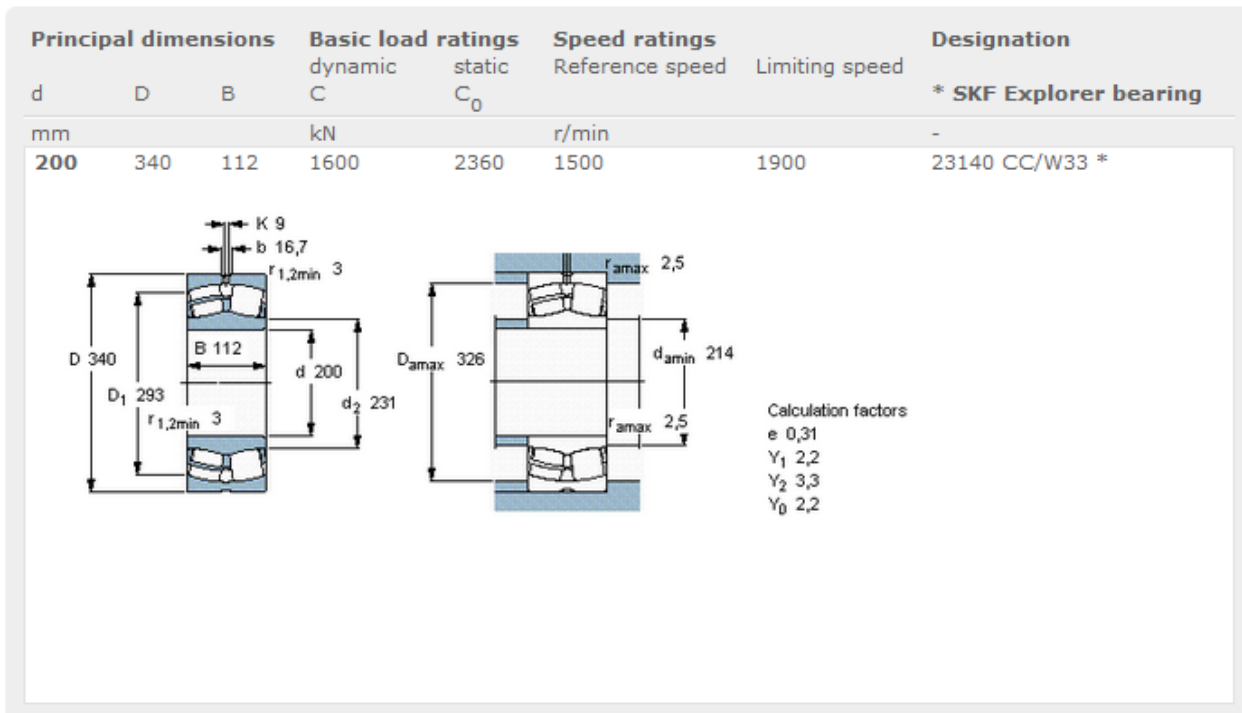 Principal dimensions Basic load ratings Speed ratings Designation
dynamic static Reference speed Limiting speed
d D B C C0 * SKF Explorer bearing
mm kN r/min -
200 340 112 1600 2360 1500 1900 23140 CC/W33 *
K 9
b 16,7
r1,2min 3
ramax 2,5
D 340
B 112
d 200
Damax 326
damin 214
D1 293
d2 231
r1,2min 3
ramax 2,5
Calculation factors
e 0,31
Y1 2,2
Y2 3,3
Y0 2,2